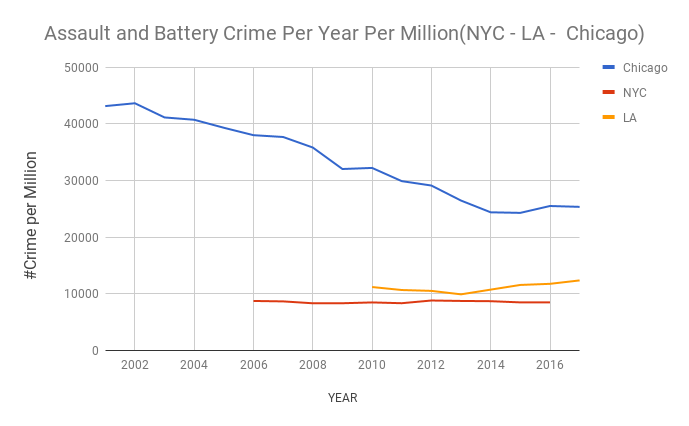 Assault and Battery Crime Per Year Per Million(NYC - LA -  Chicago)
50000
40000
30000
20000
10000
0
#Crime per Million
2002 2004 2006 2008 2010 2012 2014 2016
YEAR
Chicago
NYC
LA